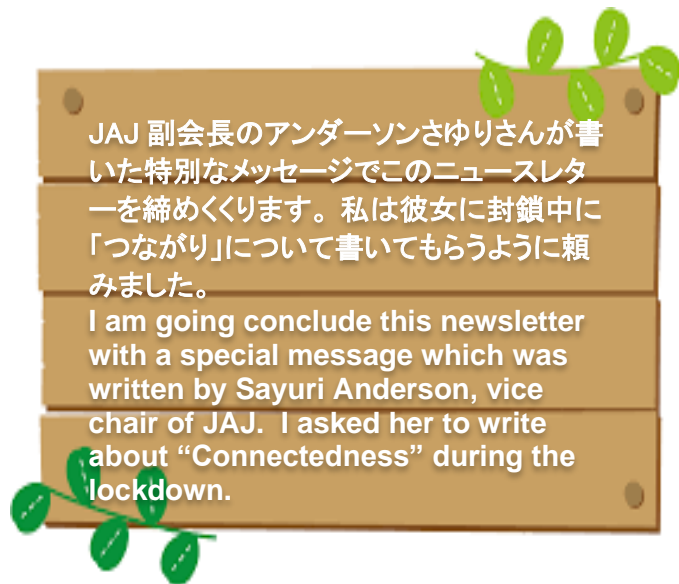 JAJ 副会長のアンダーソンさゆりさんが書
いた特別なメッセージでこのニュースレタ
ーを締めくくります。私は彼女に封鎖中に
「つながり」について書いてもらうように頼
みました。
I am going conclude this newsletter
with a special message which was
written by Sayuri Anderson, vice
chair of JAJ.  I asked her to write
about “Connectedness” during the
lockdown.